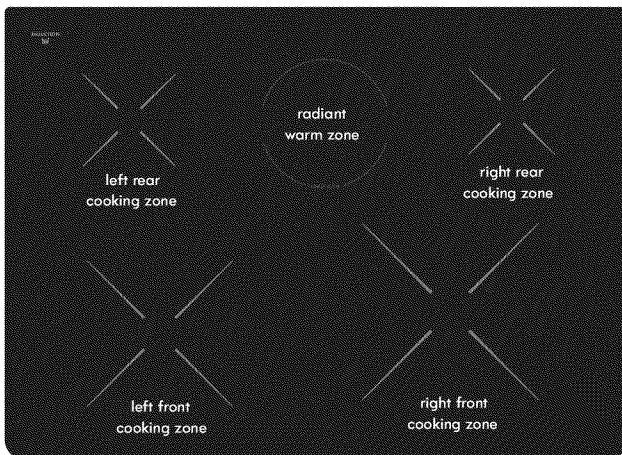 INDUCTION
radiant
warm zone
left rear
cooking zone
right rear
cooking zone
left front
cooking zone
right front
cooking zone